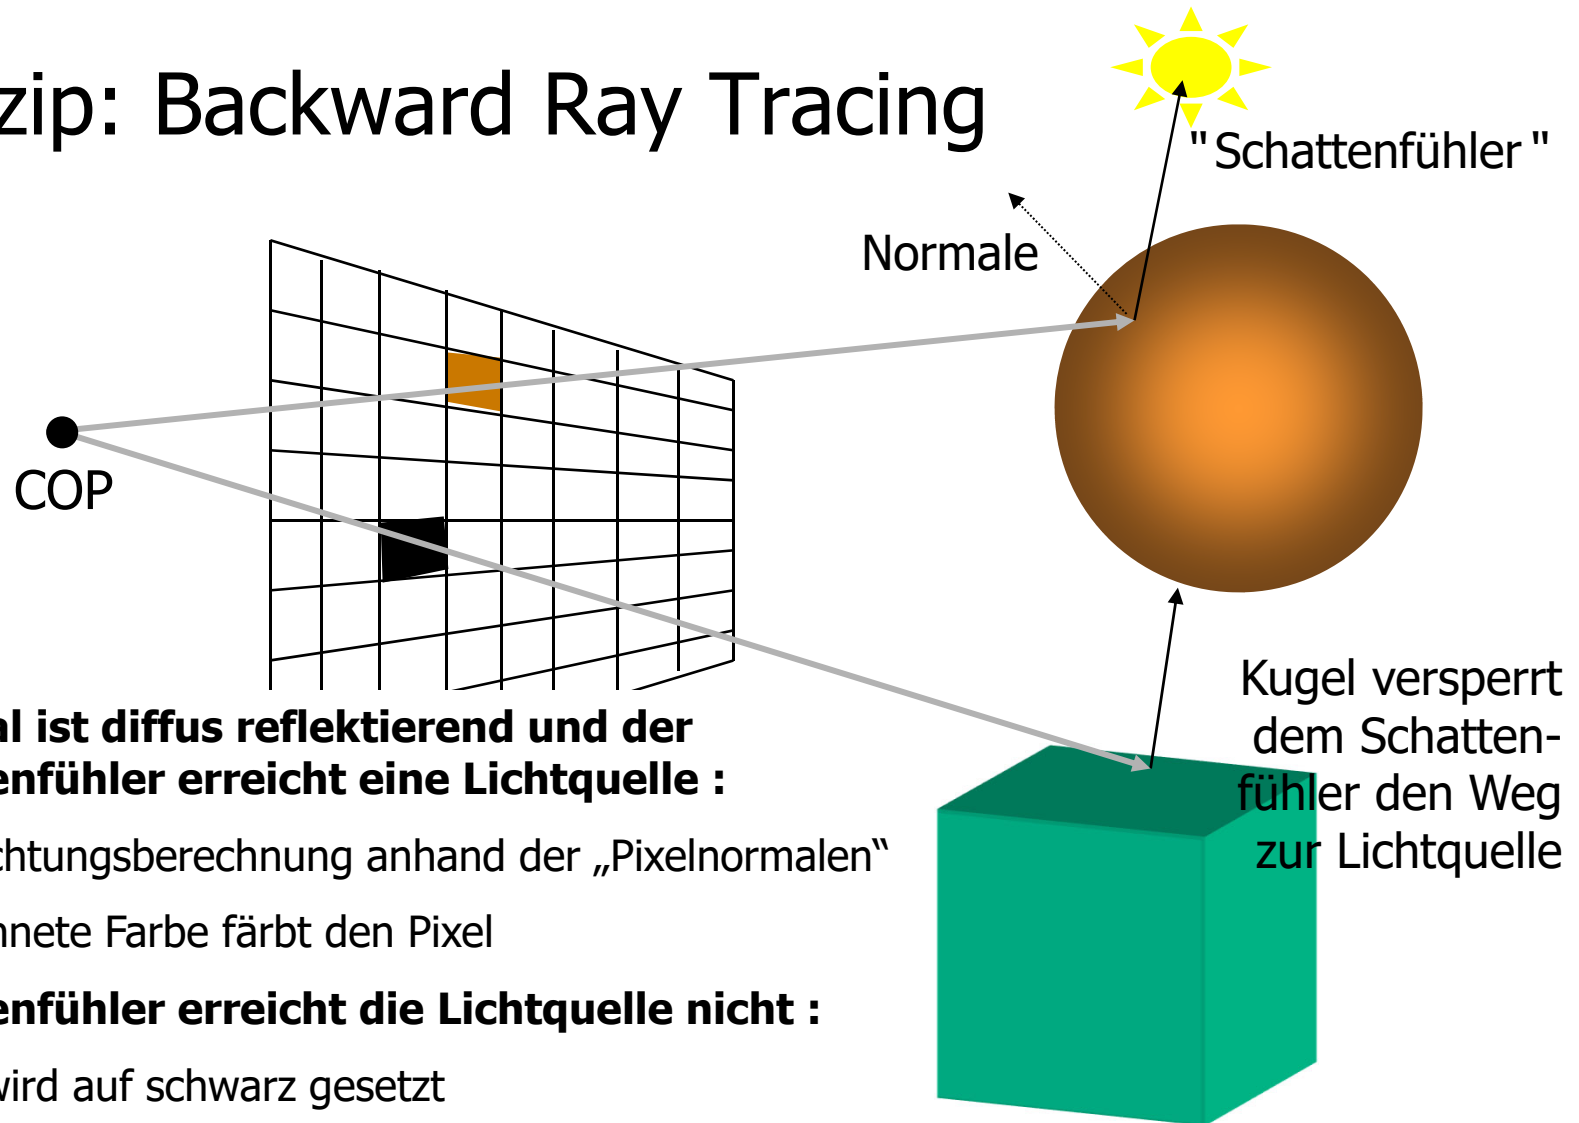 zip: Backward Ray Tracing
"Schattenfühler"
Normale
COP
Kugel versperrt
dem Schatten-
fühler den Weg
zur Lichtquelle
al ist diffus reflektierend und der
enfühler erreicht eine Lichtquelle :
chtungsberechnung anhand der „Pixelnormalen“
hnete Farbe färbt den Pixel
enfühler erreicht die Lichtquelle nicht :
wird auf schwarz gesetzt